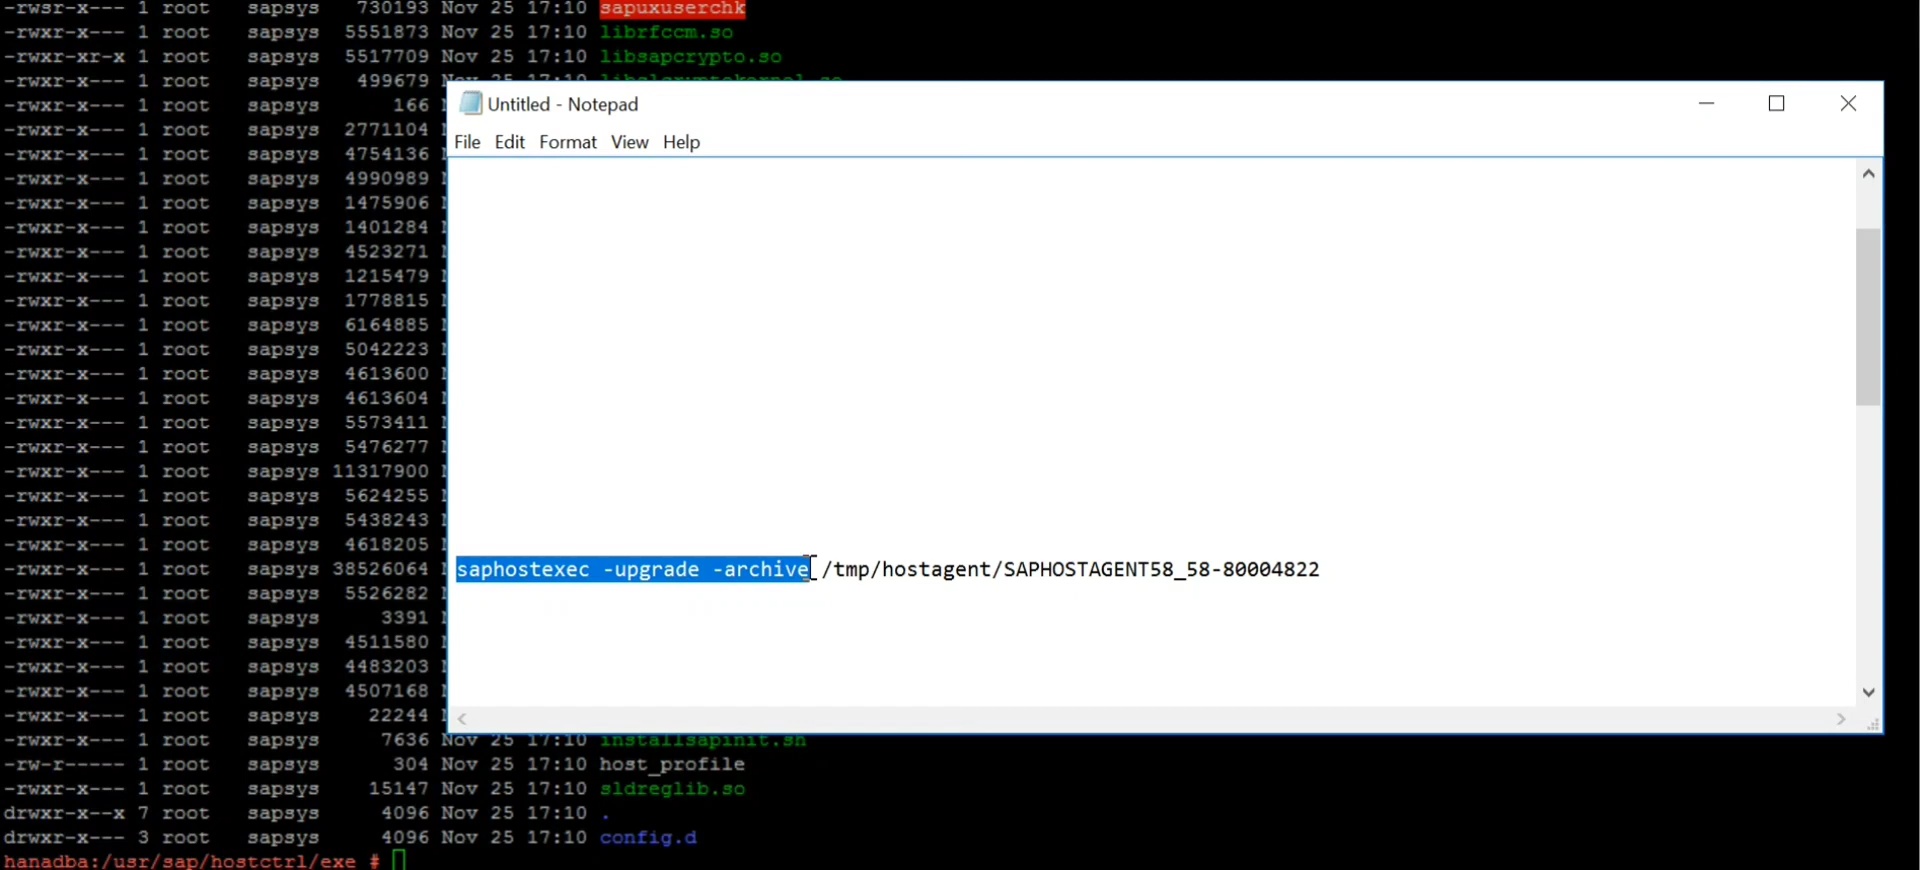 -rwsr-x--- 1 root sapsys 730193 Nov 25 17:10 sapuxuserchk
-rwxr-x--- 1 root sapsys 5551873 Nov 25 17:10 librfccm.so
-rwxr-xr-x 1 root sapsys 5517709 Nov 25 17:10 libsapcrypto.so
-rwxr-x--- 1 root sapsys 499679 Nov 25 17:10 libslcryptokernel.so
-rwxr-x--- 1 root sapsys 166
-rwxr-x--- 1 root sapsys 2771104
-rwxr-x--- 1 root sapsys 4754136
-rwxr-x--- 1 root sapsys 4990989
-rwxr-x--- 1 root sapsys 1475906
-rwxr-x--- 1 root sapsys 1401284
-rwxr-x--- 1 root sapsys 4523271
-rwxr-x--- 1 root sapsys 1215479
-rwxr-x--- 1 root sapsys 1778815
-rwxr-x--- 1 root sapsys 6164885
-rwxr-x--- 1 root sapsys 5042223
-rwxr-x--- 1 root sapsys 4613600
-rwxr-x--- 1 root sapsys 4613604
-rwxr-x--- 1 root sapsys 5573411
-rwxr-x--- 1 root sapsys 5476277
-rwxr-x--- 1 root sapsys 11317900
-rwxr-x--- 1 root sapsys 5624255
-rwxr-x--- 1 root sapsys 5438243
-rwxr-x--- 1 root sapsys 4618205
-rwxr-x--- 1 root sapsys 38526064
-rwxr-x--- 1 root sapsys 5526282
-rwxr-x--- 1 root sapsys 3391
-rwxr-x--- 1 root sapsys 4511580
-rwxr-x--- 1 root sapsys 4483203
-rwxr-x--- 1 root sapsys 4507168
-rwxr-x--- 1 root sapsys 22244
-rwxr-x--- 1 root sapsys 7636 Nov 25 17:10 installsapinit.sh
-rw-r----- 1 root sapsys 304 Nov 25 17:10 host_profile
-rwxr-x--- 1 root sapsys 15147 Nov 25 17:10 sldreglib.so
drwxr-x--x 7 root sapsys 4096 Nov 25 17:10 .
drwxr-x--- 3 root sapsys 4096 Nov 25 17:10 config.d
hanadba:/usr/sap/hostctrl/exe #
Untitled - Notepad
File Edit Format View Help
saphostexec -upgrade -archive /tmp/hostagent/SAPHOSTAGENT58_58-80004822